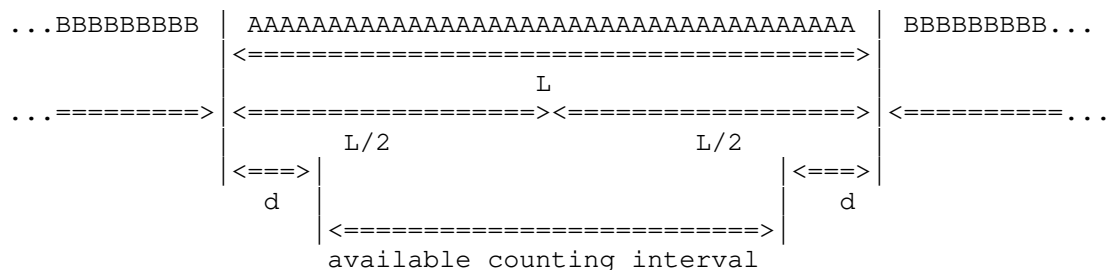 ...BBBBBBBBB | AAAAAAAAAAAAAAAAAAAAAAAAAAAAAAAAAAAAAA | BBBBBBBBB...
|<======================================>|
L
...=========>|<===================><==================>|<==========...
L/2 L/2
|<===>| |<===>|
d d
|<==========================>|
available counting interval